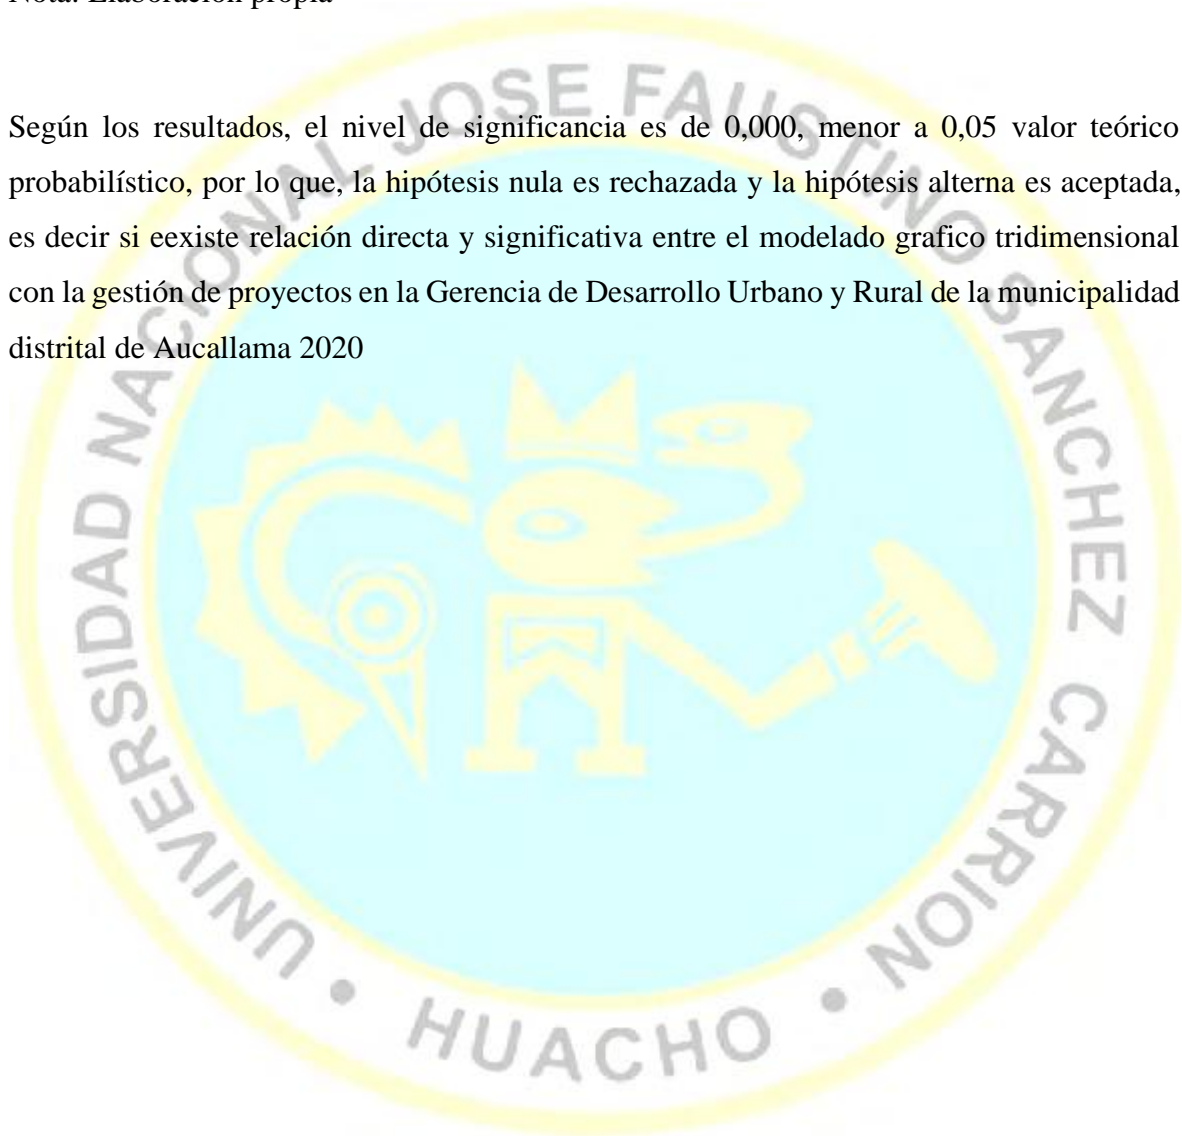 Nota: Elaboración propia
Según los resultados, el nivel de significancia es de 0,000, menor a 0,05 valor teórico
probabilístico, por lo que, la hipótesis nula es rechazada y la hipótesis alterna es aceptada,
es decir si eexiste relación directa y significativa entre el modelado grafico tridimensional
con la gestión de proyectos en la Gerencia de Desarrollo Urbano y Rural de la municipalidad
distrital de Aucallama 2020
UNIVERSIDAD NACIONAL JOSE FAUSTINO SANCHEZ CARRION • HUACHO •